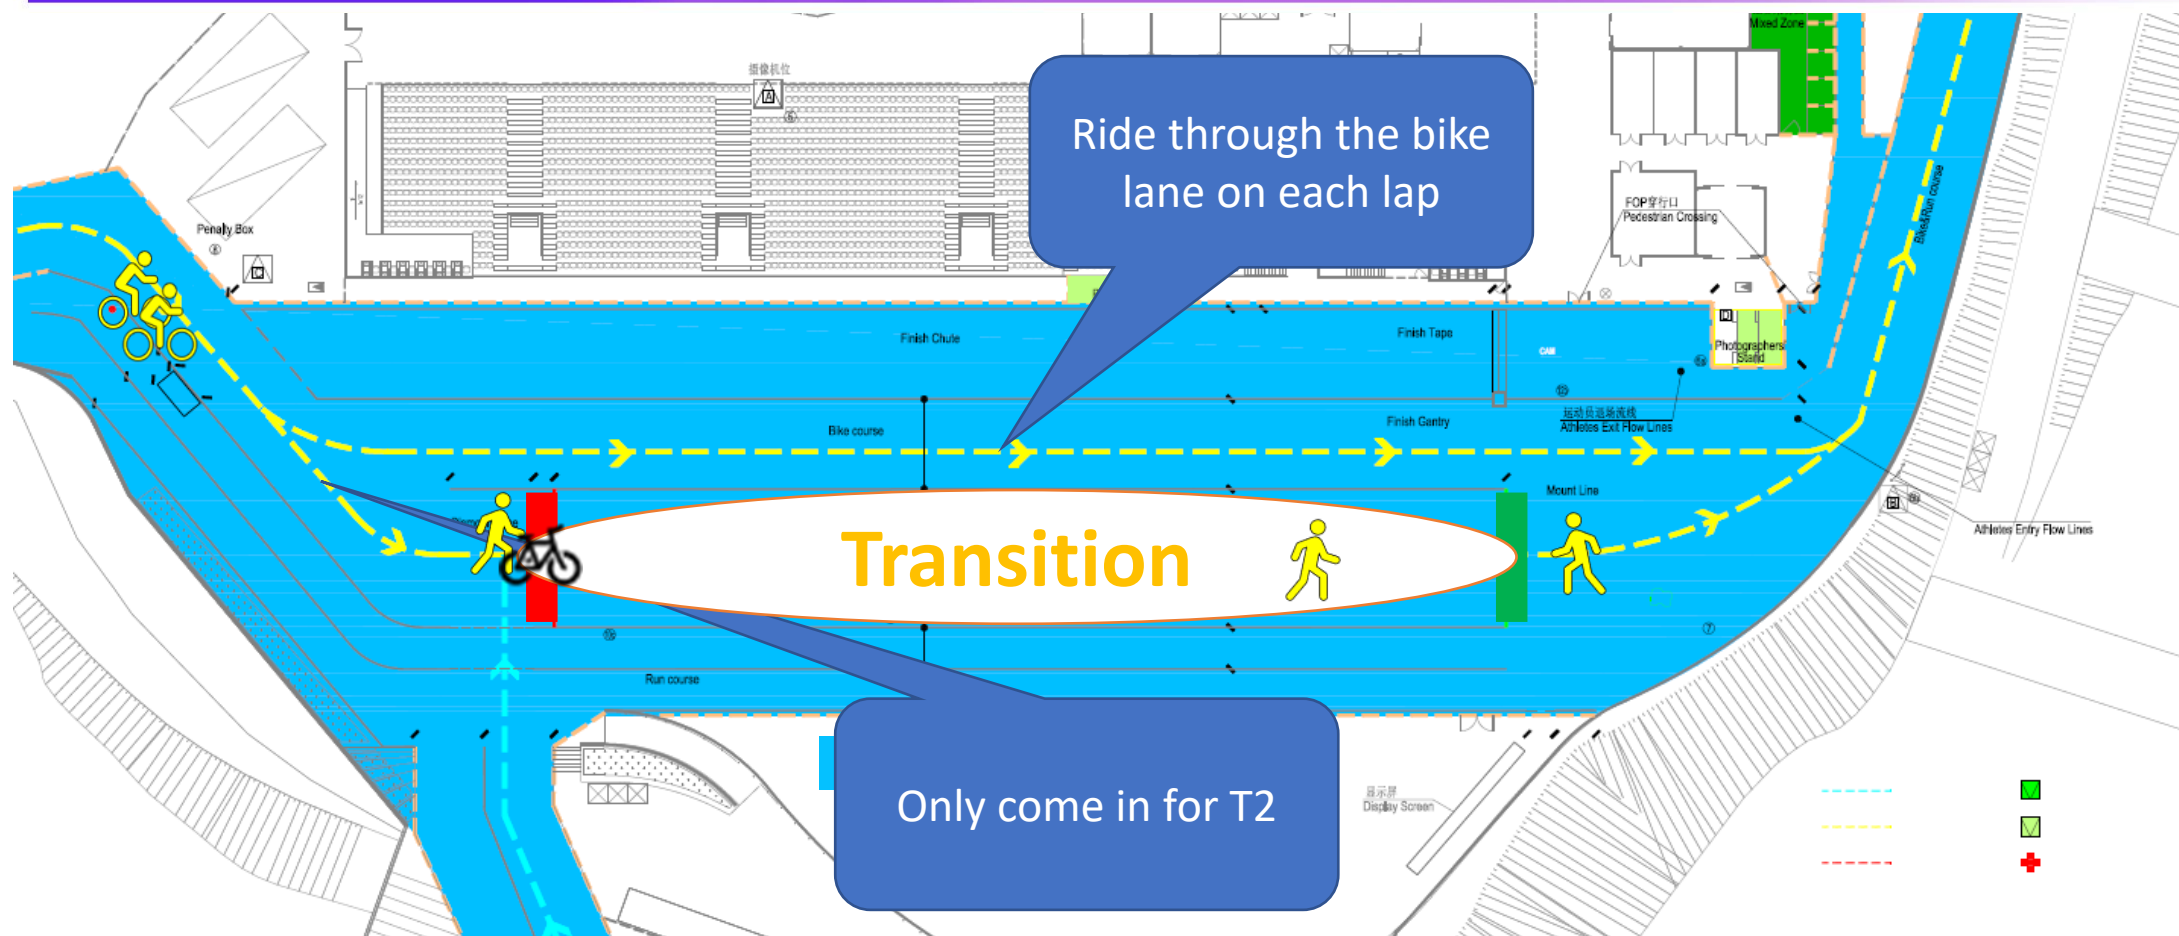 Mixed Zone
摄像机位
A
Ride through the bike
lane on each lap
FOP穿行口
Pedestrian Crossing
Bike&Run course
Penalty Box
C
Finish Chute
Finish Tape
CAM
D
Photographers
Stand
运动员退场流线
Athletes Exit Flow Lines
Finish Gantry
Bike course
Mount Line
B
Athletes Entry Flow Lines
Transition
Run course
Only come in for T2
显示屏
Display Screen